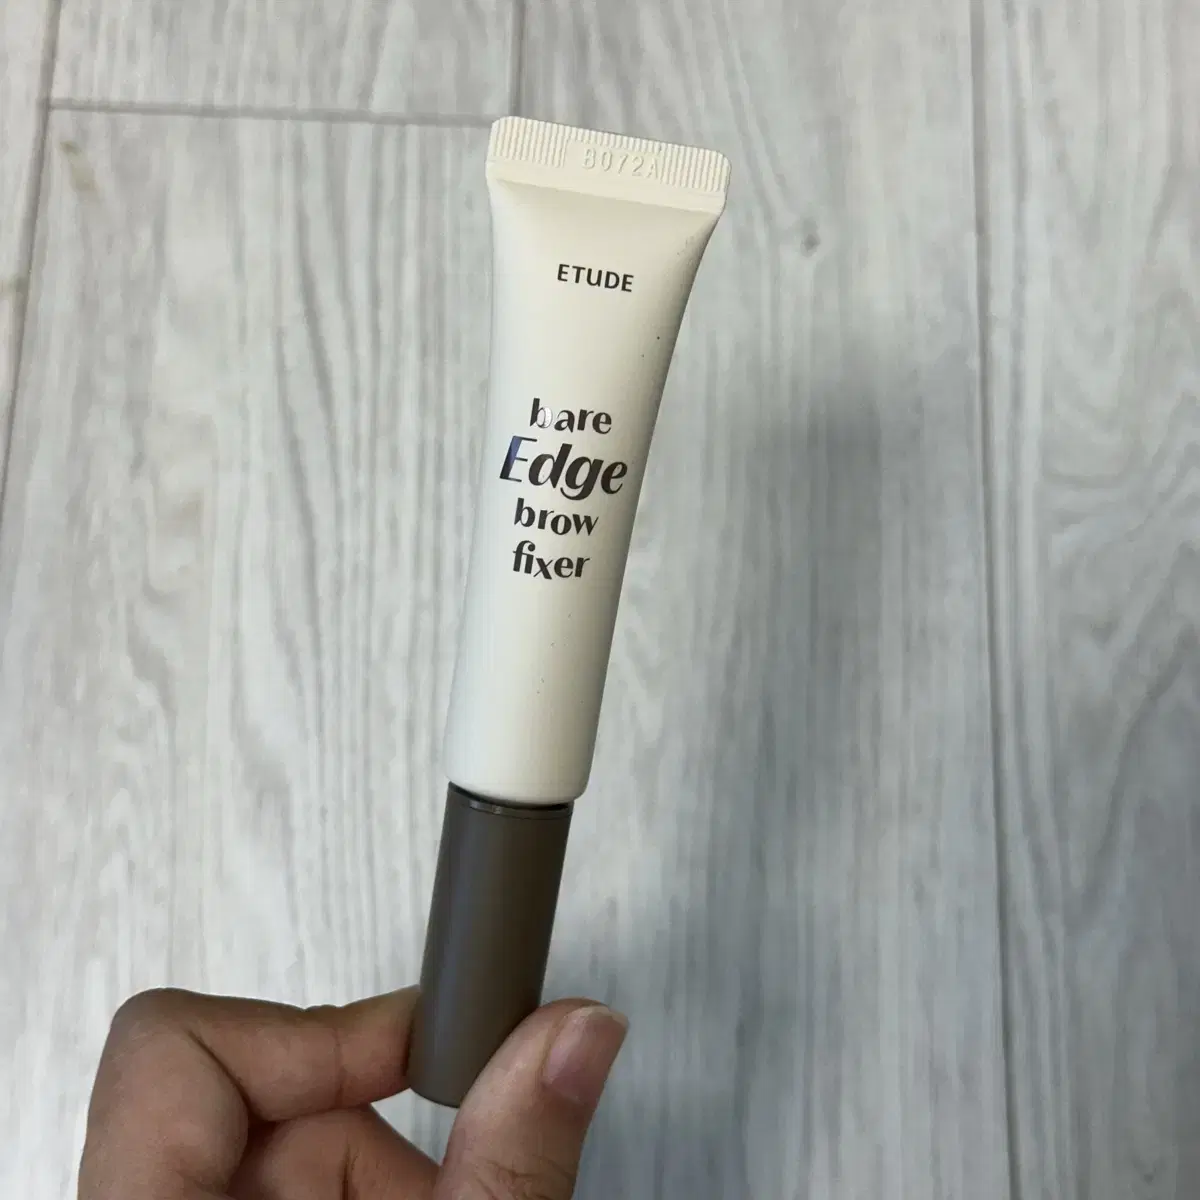 B072A
ETUDE
bare
Edge
brow
fixer